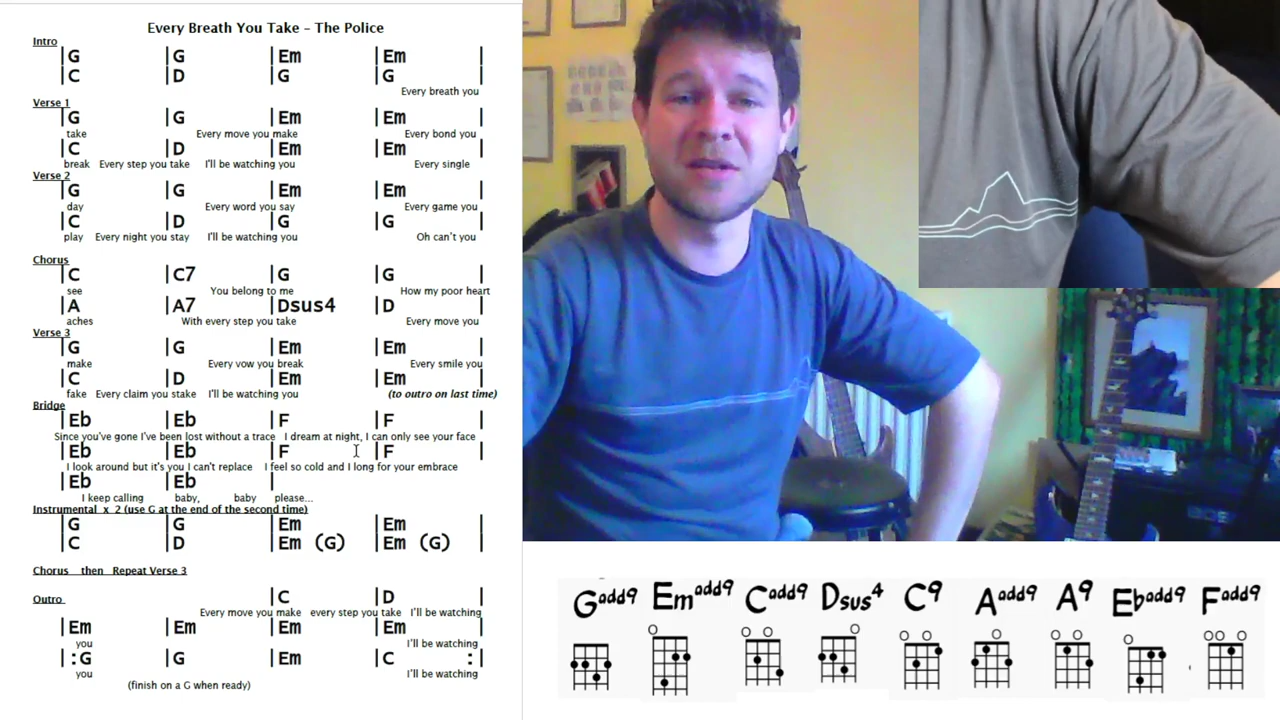 Every Breath You Take – The Police
Intro
|G |G |Em |Em |
|C |D |G |G |
Every breath you
Verse 1
|G |G |Em |Em |
take Every move you make Every bond you
|C |D |Em |Em |
break Every step you take I'll be watching you Every single
Verse 2
|G |G |Em |Em |
day Every word you say Every game you
|C |D |G |G |
play Every night you stay I'll be watching you Oh can't you
Chorus
|C |C7 |G |G |
see You belong to me How my poor heart
|A |A7 |Dsus4 |D |
aches With every step you take Every move you
Verse 3
|G |G |Em |Em |
make Every vow you break Every smile you
|C |D |Em |Em |
fake Every claim you stake I'll be watching you (to outro on last time)
Bridge
|Eb |Eb |F |F |
Since you've gone I've been lost without a trace I dream at night, I can only see your face
|Eb |Eb |F |F |
I look around but it's you I can't replace I feel so cold and I long for your embrace
|Eb |Eb |
I keep calling baby, baby please...
Instrumental x 2 (use G at the end of the second time)
|G |G |Em |Em |
|C |D |Em (G) |Em (G) |
Chorus then Repeat Verse 3
Outro |C |D |
Every move you make every step you take I'll be watching
|Em |Em |Em |Em |
you I'll be watching
|:G |G |Em |C :|
you I'll be watching
(finish on a G when ready)
Gadd9 Emadd9 Cadd9 Dsus4 C9 Aadd9 A9 Ebadd9 Fadd9